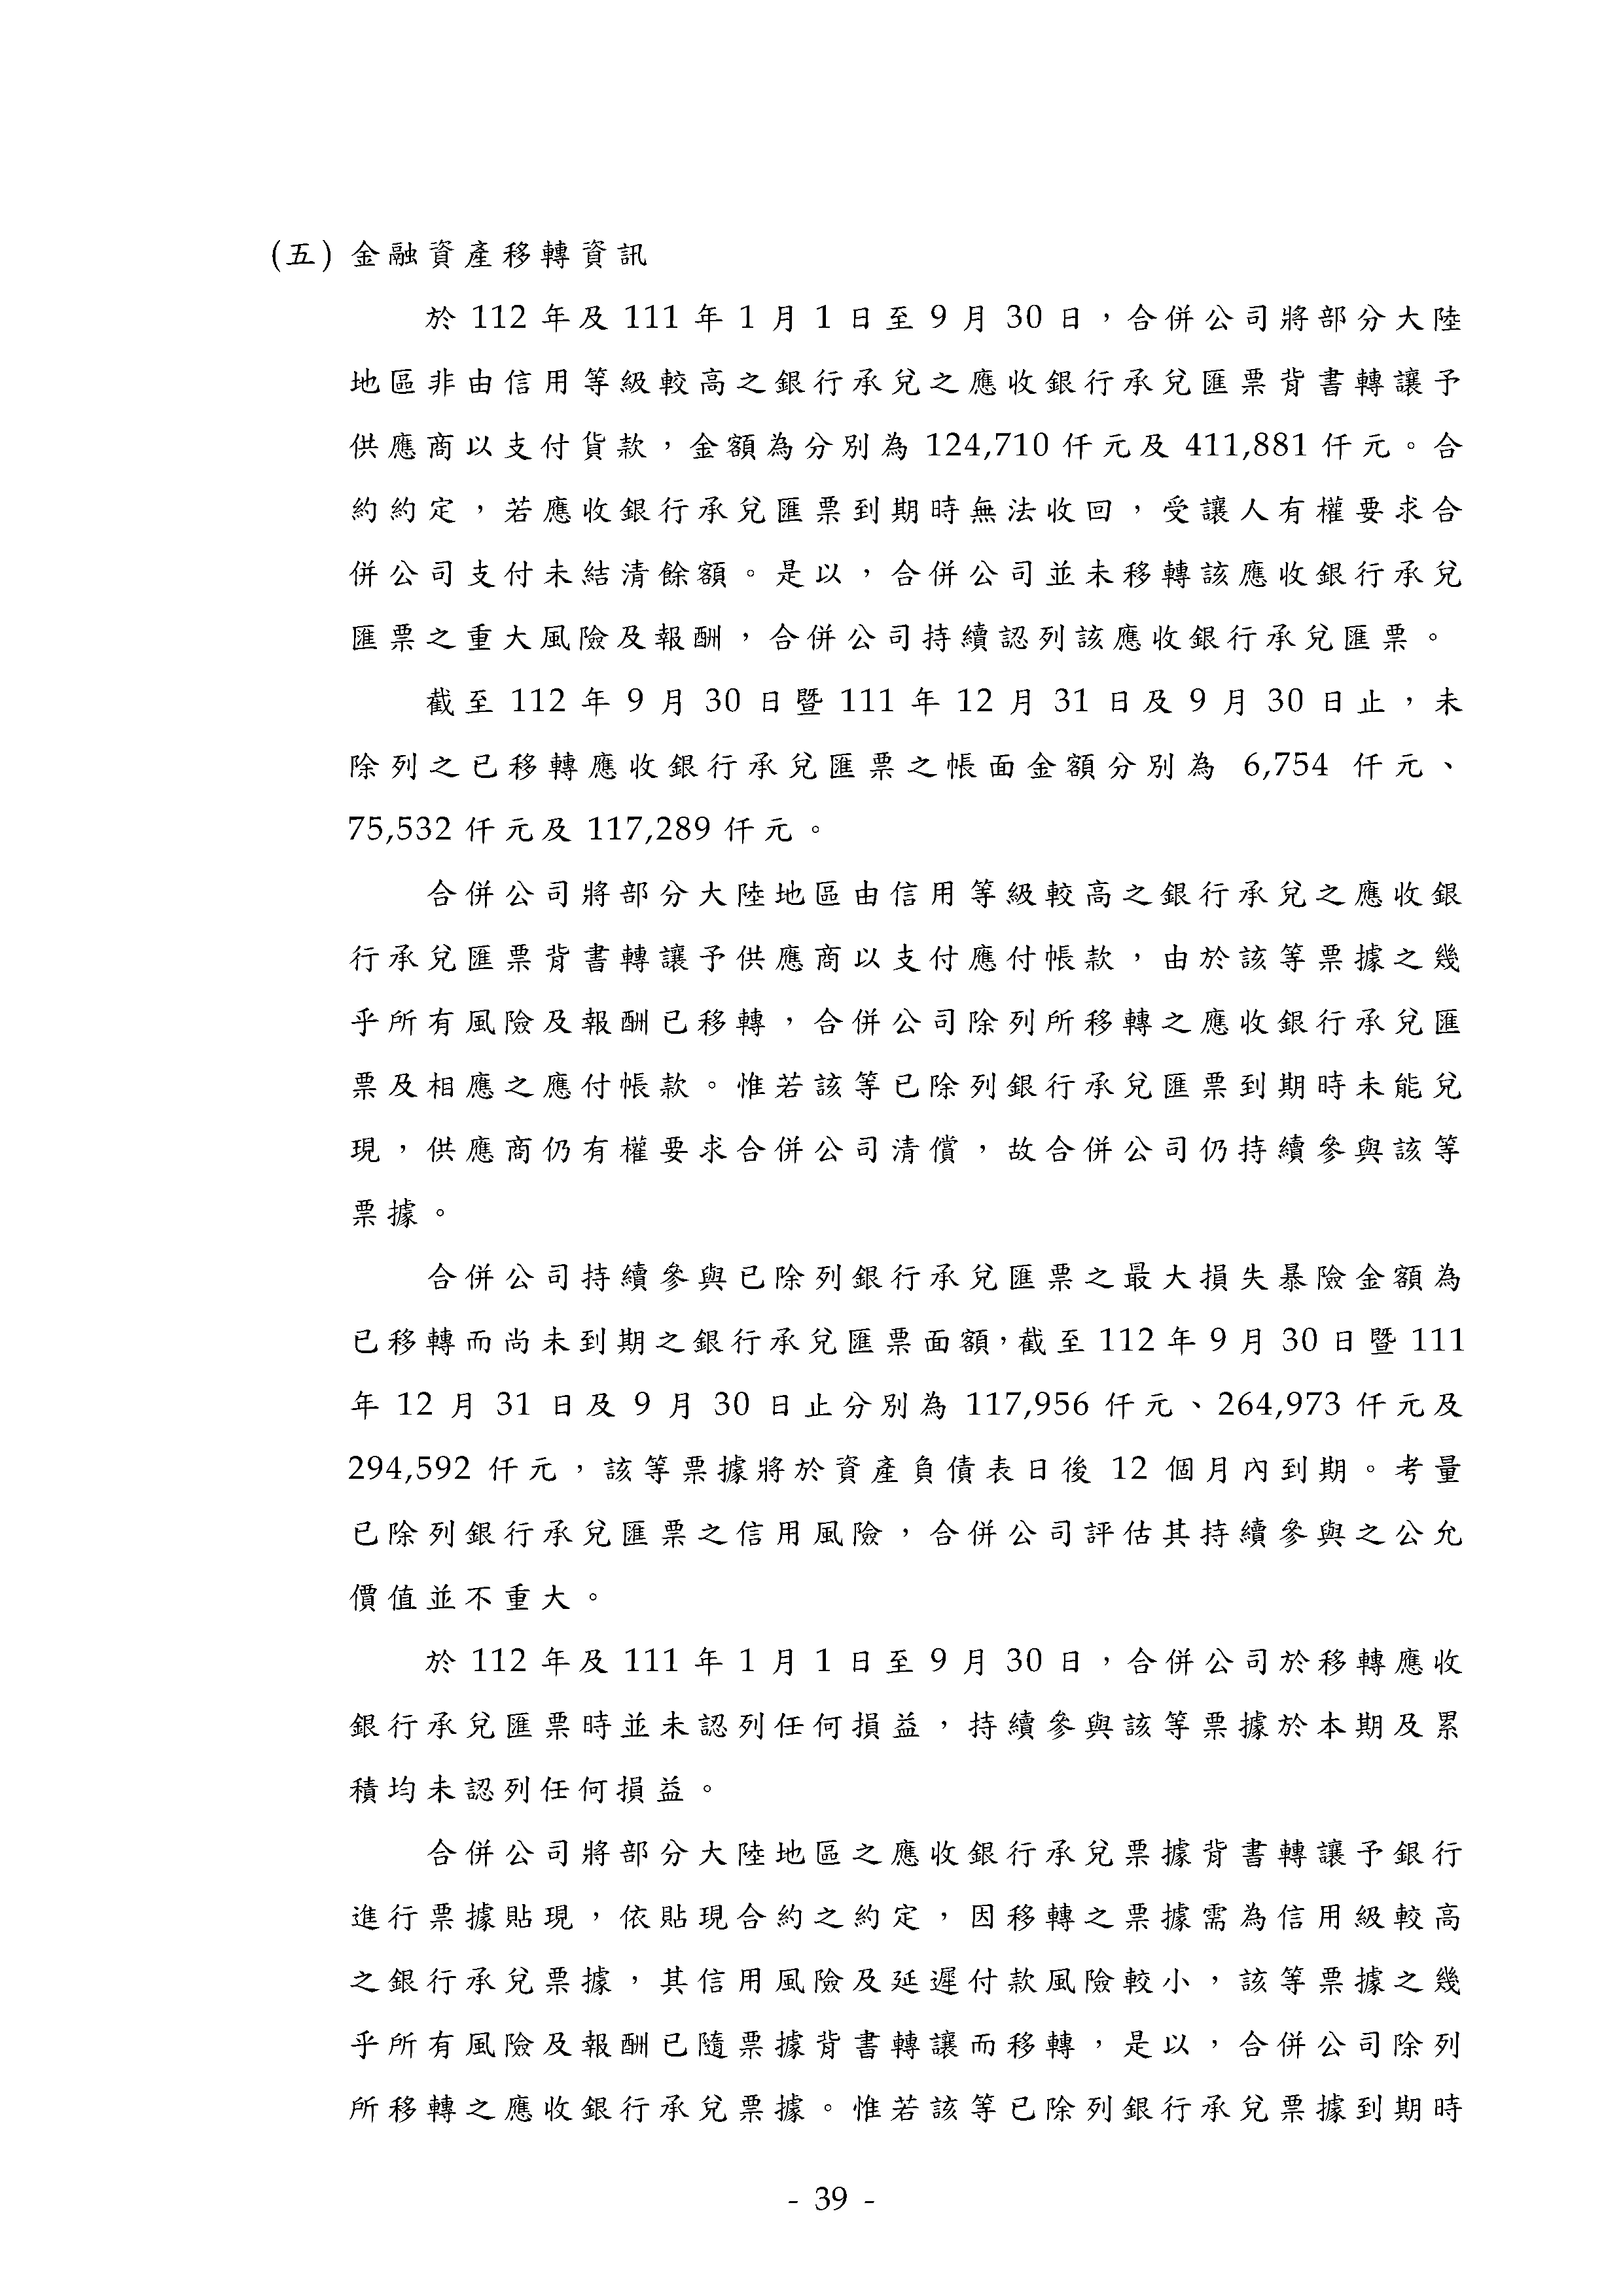 (五) 金融資產移轉資訊
於 112 年及 111 年 1 月 1 日至 9 月 30 日，合併公司將部分大陸
地區非由信用等級較高之銀行承兌之應收銀行承兌匯票背書轉讓予
供應商以支付貨款，金額為分別為 124,710 仟元及 411,881 仟元。合
約約定，若應收銀行承兌匯票到期時無法收回，受讓人有權要求合
併公司支付未結清餘額。是以，合併公司並未移轉該應收銀行承兌
匯票之重大風險及報酬，合併公司持續認列該應收銀行承兌匯票。
截至 112 年 9 月 30 日暨 111 年 12 月 31 日及 9 月 30 日止，未
除列之已移轉應收銀行承兌匯票之帳面金額分別為 6,754 仟元、
75,532 仟元及 117,289 仟元。
合併公司將部分大陸地區由信用等級較高之銀行承兌之應收銀
行承兌匯票背書轉讓予供應商以支付應付帳款，由於該等票據之幾
乎所有風險及報酬已移轉，合併公司除列所移轉之應收銀行承兌匯
票及相應之應付帳款。惟若該等已除列銀行承兌匯票到期時未能兌
現，供應商仍有權要求合併公司清償，故合併公司仍持續參與該等
票據。
合併公司持續參與已除列銀行承兌匯票之最大損失暴險金額為
已移轉而尚未到期之銀行承兌匯票面額，截至 112 年 9 月 30 日暨 111
年 12 月 31 日及 9 月 30 日止分別為 117,956 仟元、264,973 仟元及
294,592 仟元，該等票據將於資產負債表日後 12 個月內到期。考量
已除列銀行承兌匯票之信用風險，合併公司評估其持續參與之公允
價值並不重大。
於 112 年及 111 年 1 月 1 日至 9 月 30 日，合併公司於移轉應收
銀行承兌匯票時並未認列任何損益，持續參與該等票據於本期及累
積均未認列任何損益。
合併公司將部分大陸地區之應收銀行承兌票據背書轉讓予銀行
進行票據貼現，依貼現合約之約定，因移轉之票據需為信用級較高
之銀行承兌票據，其信用風險及延遲付款風險較小，該等票據之幾
乎所有風險及報酬已隨票據背書轉讓而移轉，是以，合併公司除列
所移轉之應收銀行承兌票據。惟若該等已除列銀行承兌票據到期時
- 39 -